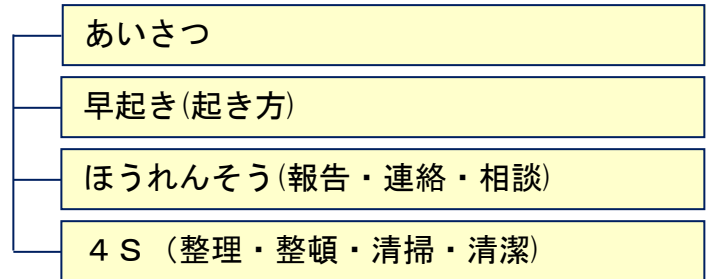 あいさつ
早起き(起き方)
ほうれんそう(報告・連絡・相談)
４Ｓ（整理・整頓・清掃・清潔)